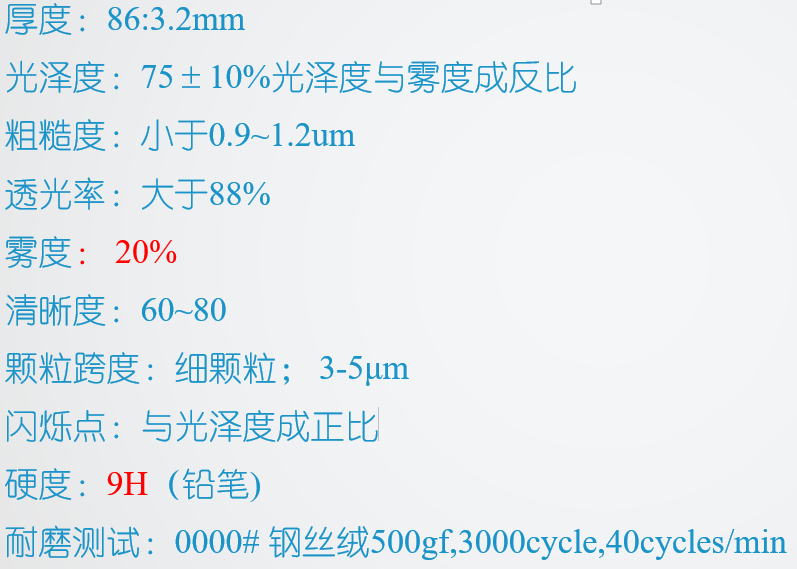 厚度：86:3.2mm
光泽度：75±10%光泽度与雾度成反比
粗糙度：小于0.9~1.2um
透光率：大于88%
雾度： 20%
清晰度：60~80
颗粒跨度：细颗粒； 3-5μm
闪烁点：与光泽度成正比
硬度：9H（铅笔)
耐磨测试：0000# 钢丝绒500gf,3000cycle,40cycles/min